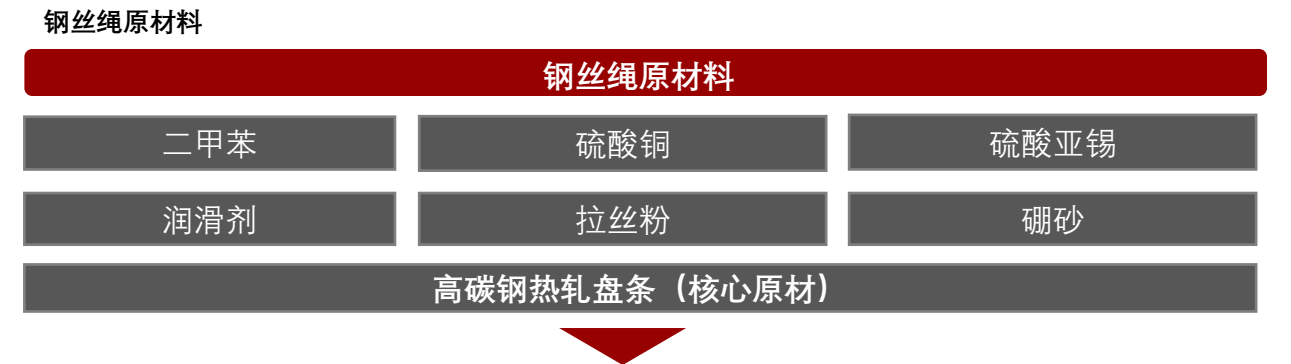 钢丝绳原材料
钢丝绳原材料
二甲苯
硫酸铜
硫酸亚锡
润滑剂
拉丝粉
硼砂
高碳钢热轧盘条（核心原材）